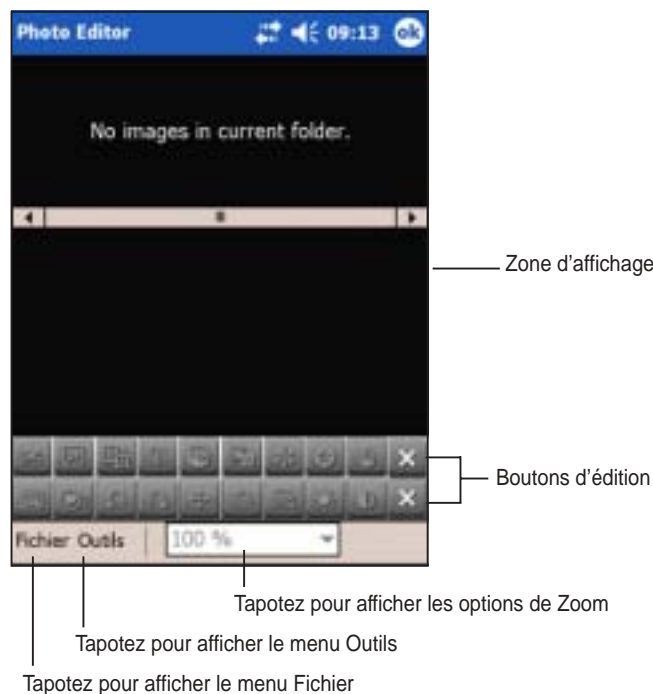 Photo Editor 09:13 ok
No images in current folder.
Zone d'affichage
Boutons d'édition
Fichier Outils 100 %
Tapotez pour afficher les options de Zoom
Tapotez pour afficher le menu Outils
Tapotez pour afficher le menu Fichier